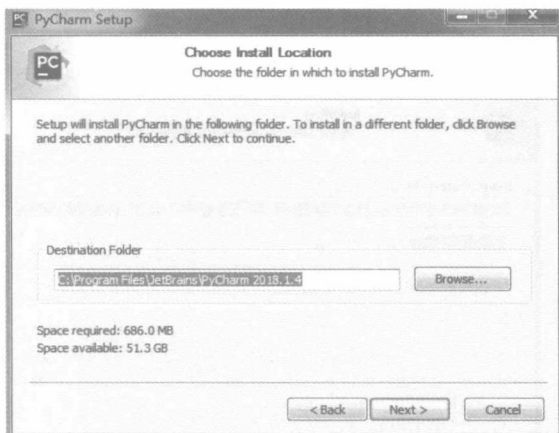 PyCharm Setup
PC
Choose Install Location
Choose the folder in which to install PyCharm.
Setup will install PyCharm in the following folder. To install in a different folder, click Browse
and select another folder. Click Next to continue.
Destination Folder
C:\Program Files\JetBrains\PyCharm 2018.1.4
Browse...
Space required: 686.0 MB
Space available: 51.3 GB
< Back
Next >
Cancel